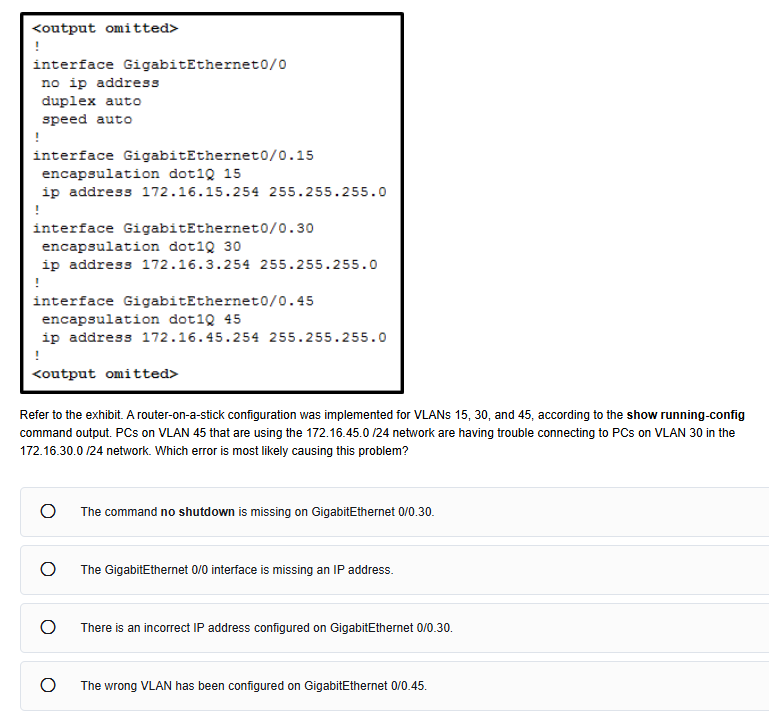 <output omitted>
!
interface GigabitEthernet0/0
no ip address
duplex auto
speed auto
!
interface GigabitEthernet0/0.15
encapsulation dot1Q 15
ip address 172.16.15.254 255.255.255.0
!
interface GigabitEthernet0/0.30
encapsulation dot1Q 30
ip address 172.16.3.254 255.255.255.0
!
interface GigabitEthernet0/0.45
encapsulation dot1Q 45
ip address 172.16.45.254 255.255.255.0
!
<output omitted>
Refer to the exhibit. A router-on-a-stick configuration was implemented for VLANs 15, 30, and 45, according to the show running-config
command output. PCs on VLAN 45 that are using the 172.16.45.0 /24 network are having trouble connecting to PCs on VLAN 30 in the
172.16.30.0 /24 network. Which error is most likely causing this problem?
The command no shutdown is missing on GigabitEthernet 0/0.30.
The GigabitEthernet 0/0 interface is missing an IP address.
There is an incorrect IP address configured on GigabitEthernet 0/0.30.
The wrong VLAN has been configured on GigabitEthernet 0/0.45.